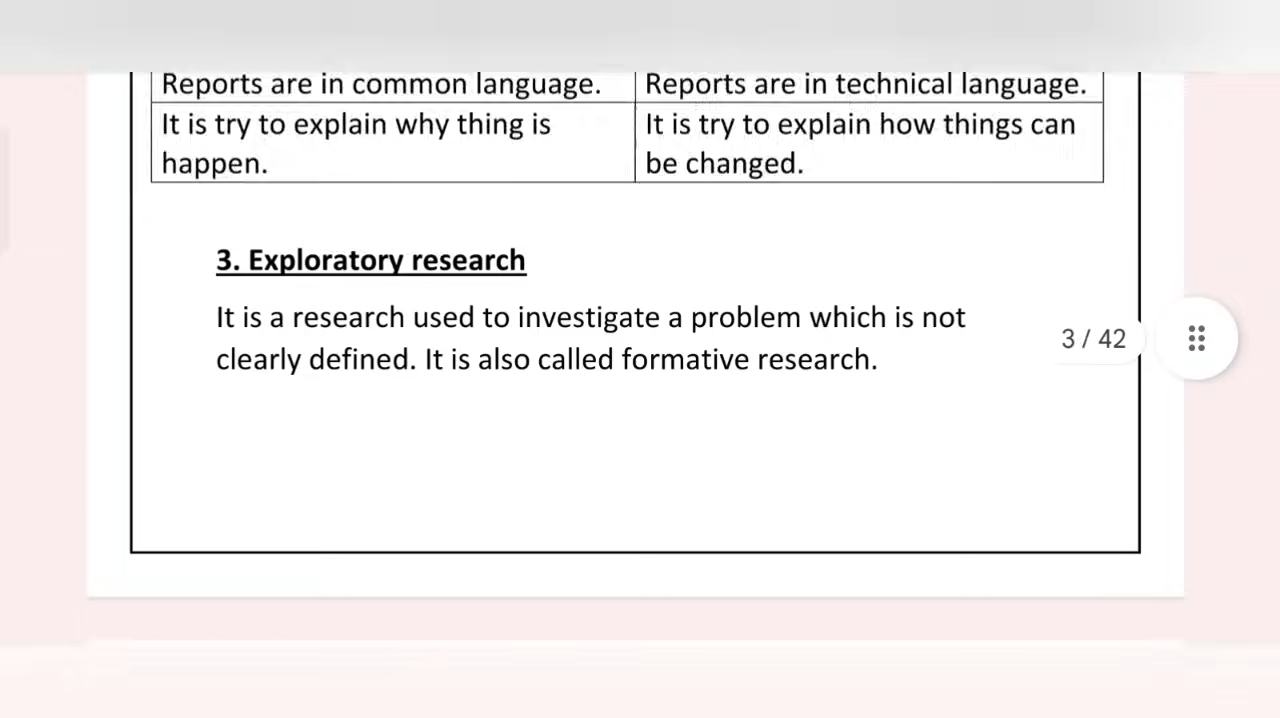 Reports are in common language. Reports are in technical language.
It is try to explain why thing is It is try to explain how things can
happen. be changed.
3. Exploratory research
It is a research used to investigate a problem which is not
clearly defined. It is also called formative research.
3 / 42